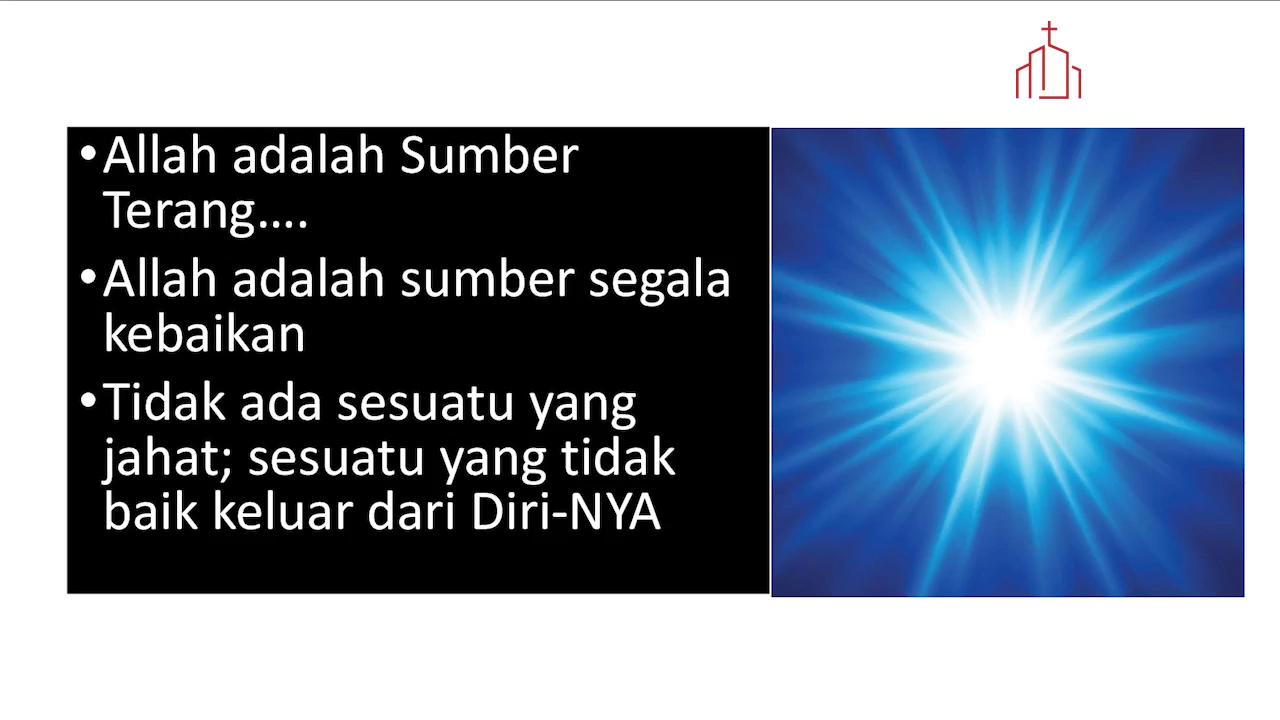 •Allah adalah Sumber
Terang....
•Allah adalah sumber segala
kebaikan
•Tidak ada sesuatu yang
jahat; sesuatu yang tidak
baik keluar dari Diri-NYA